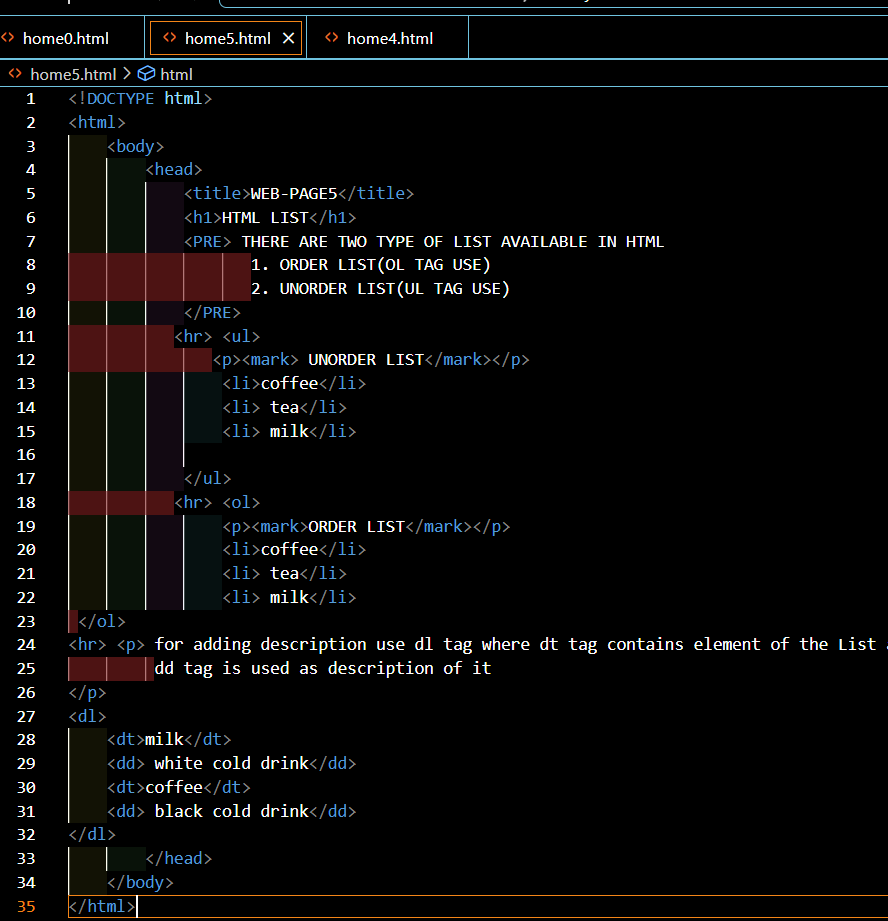 home0.html home5.html home4.html
home5.html html
1 <!DOCTYPE html>
2 <html>
3 <body>
4 <head>
5 <title>WEB-PAGE5</title>
6 <h1>HTML LIST</h1>
7 <PRE> THERE ARE TWO TYPE OF LIST AVAILABLE IN HTML
8 1. ORDER LIST(OL TAG USE)
9 2. UNORDER LIST(UL TAG USE)
10 </PRE>
11 <hr> <ul>
12 <p><mark> UNORDER LIST</mark></p>
13 <li>coffee</li>
14 <li> tea</li>
15 <li> milk</li>
16
17 </ul>
18 <hr> <ol>
19 <p><mark>ORDER LIST</mark></p>
20 <li>coffee</li>
21 <li> tea</li>
22 <li> milk</li>
23 </ol>
24 <hr> <p> for adding description use dl tag where dt tag contains element of the List
25 dd tag is used as description of it
26 </p>
27 <dl>
28 <dt>milk</dt>
29 <dd> white cold drink</dd>
30 <dt>coffee</dt>
31 <dd> black cold drink</dd>
32 </dl>
33 </head>
34 </body>
35 </html>